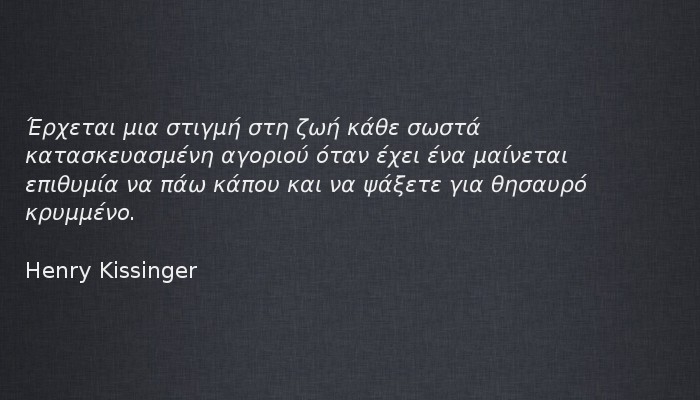 Έρχεται μια στιγμή στη ζωή κάθε σωστά
κατασκευασμένη αγοριού όταν έχει ένα μαίνεται
επιθυμία να πάω κάπου και να ψάξετε για θησαυρό
κρυμμένο.
Henry Kissinger